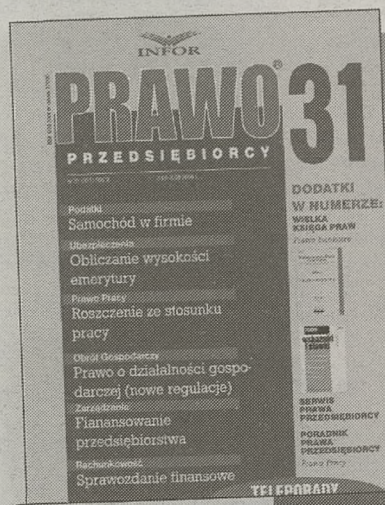 INFOR
PRAWO® 31
PRZEDSIĘBIORCY
Podatki
Samochód w firmie
Ubezpieczenia
Obliczanie wysokości
emerytury
Prawo Pracy
Roszczenie ze stosunku
pracy
Obrót Gospodarczy
Prawo o działalności gospo-
darczej (nowe regulacje)
Zarządzanie
Fianansowanie
przedsiębiorstwa
Rachunkowość
Sprawozdanie finansowe
DODATKI
W NUMERZE:
WIELKA
KSIĘGA PRAW
Prawo bankowe
SERWIS
PRAWA
PRZEDSIĘBIORCY
PORADNIK
PRAWA
PRZEDSIĘBIORCY
Prawo Pracy
TELEPORADY